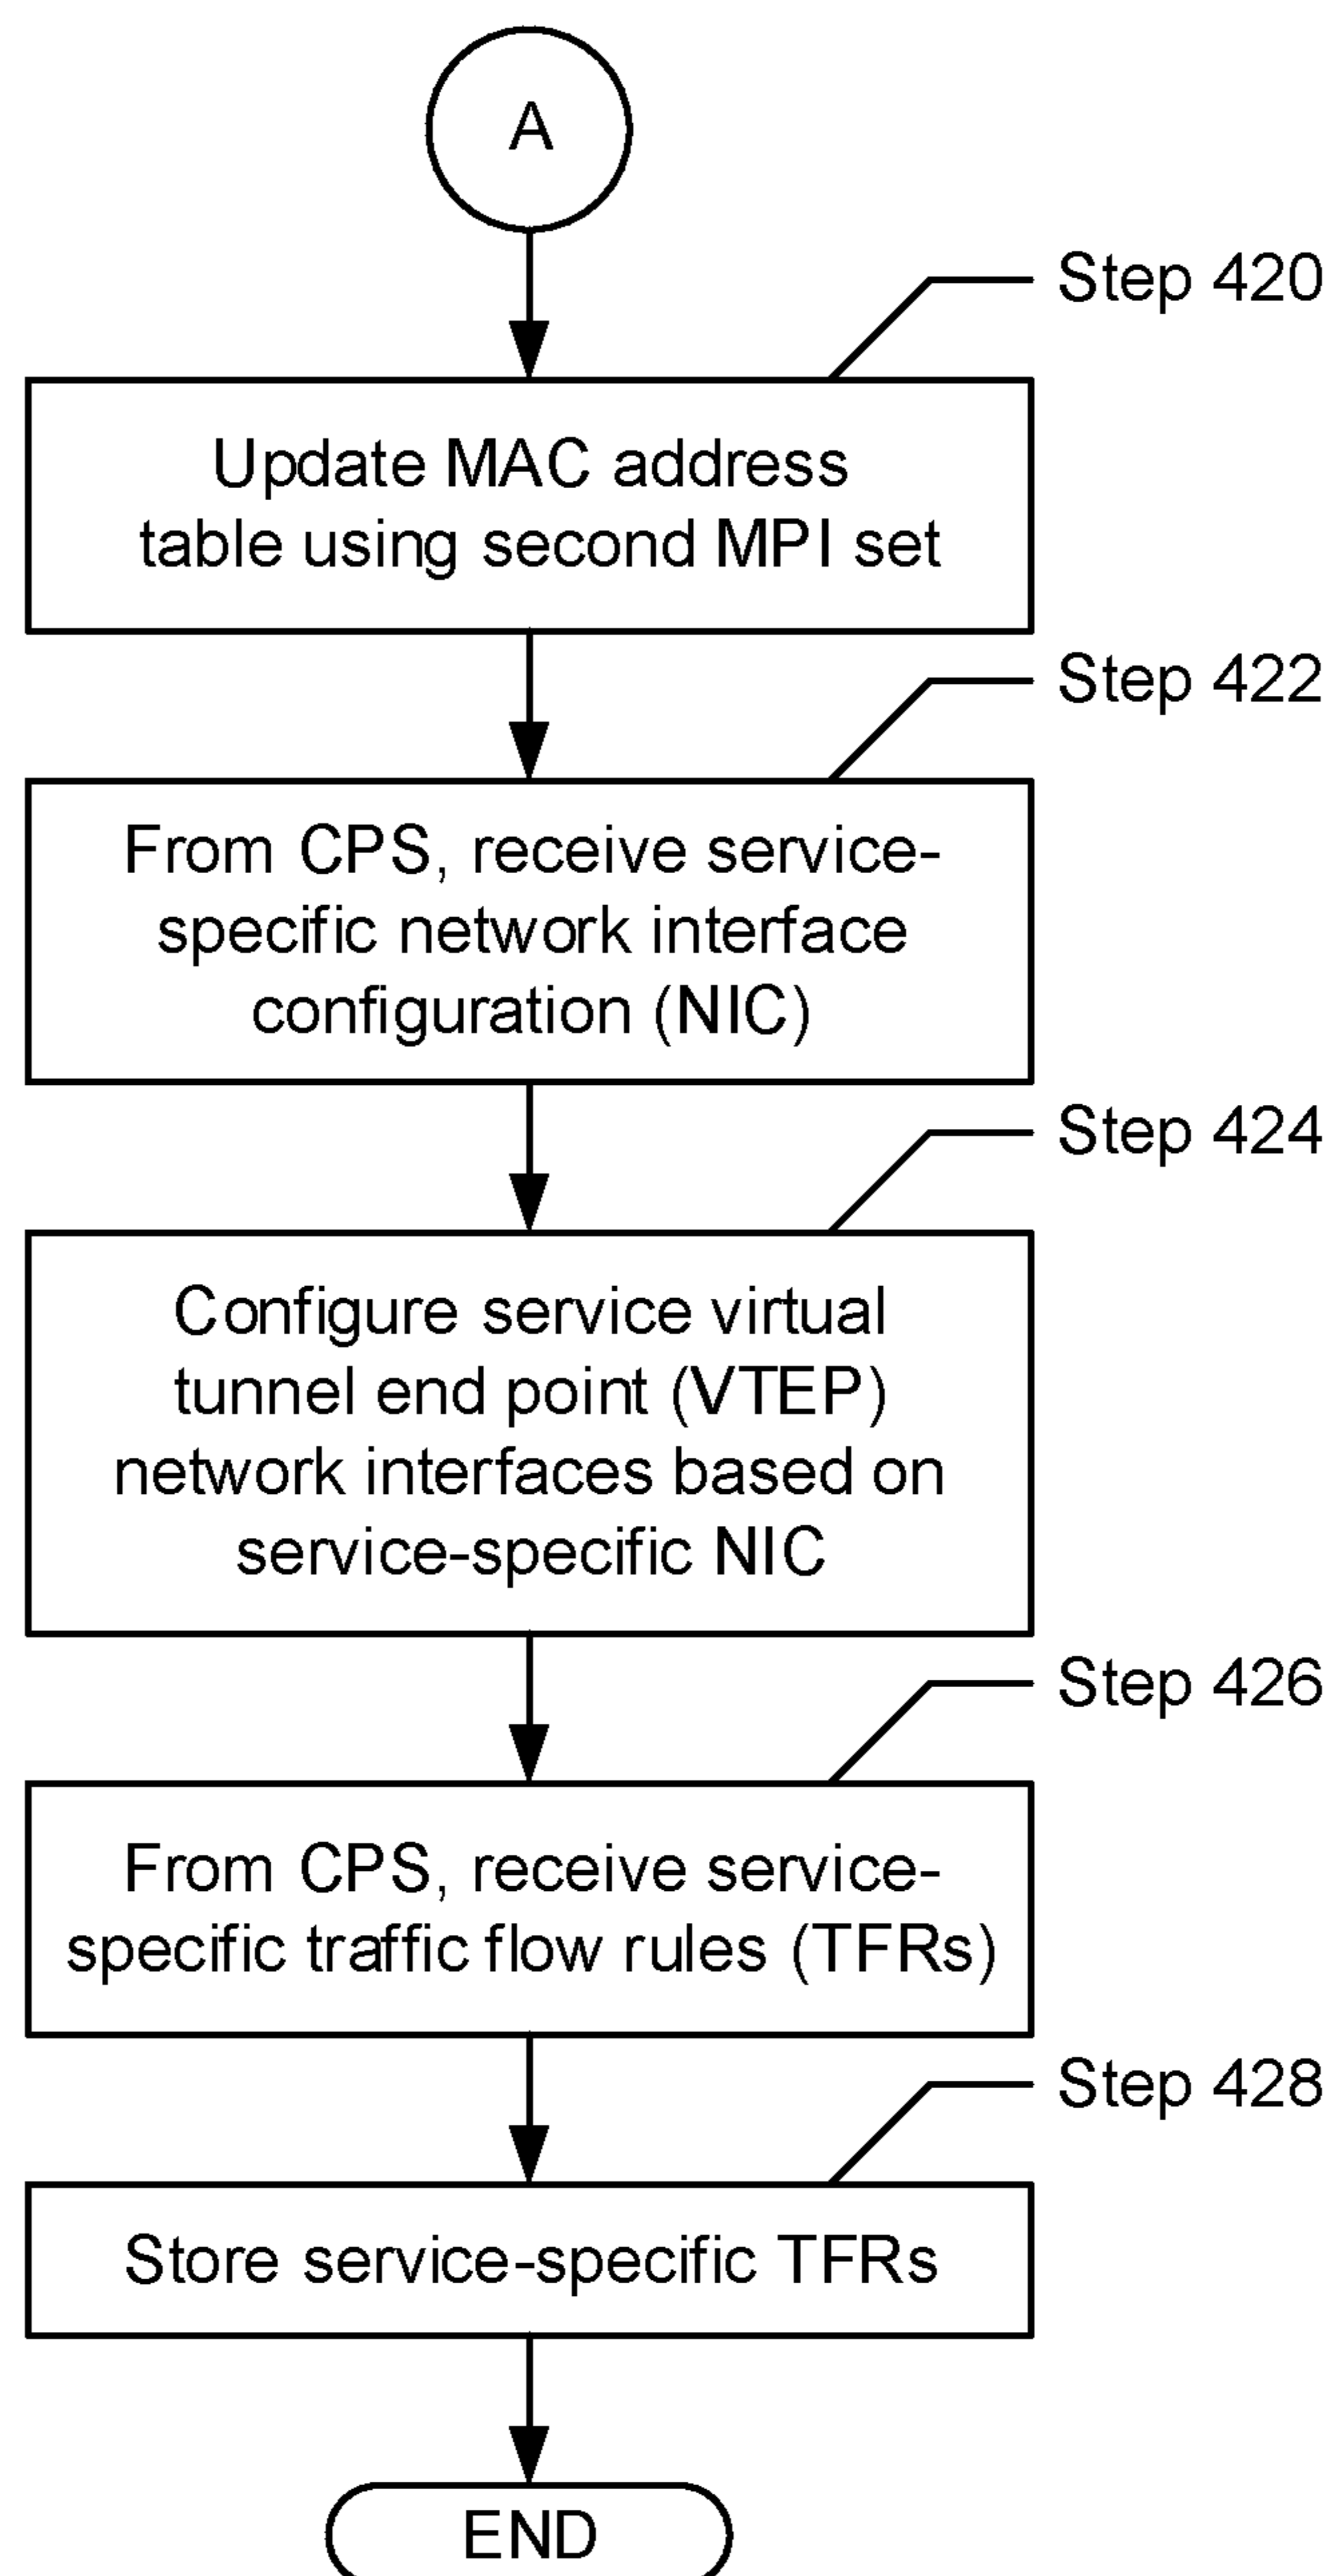 A
Step 420
Update MAC address
table using second MPI set
Step 422
From CPS, receive service-
specific network interface
configuration (NIC)
Step 424
Configure service virtual
tunnel end point (VTEP)
network interfaces based on
service-specific NIC
Step 426
From CPS, receive service-
specific traffic flow rules (TFRs)
Step 428
Store service-specific TFRs
END